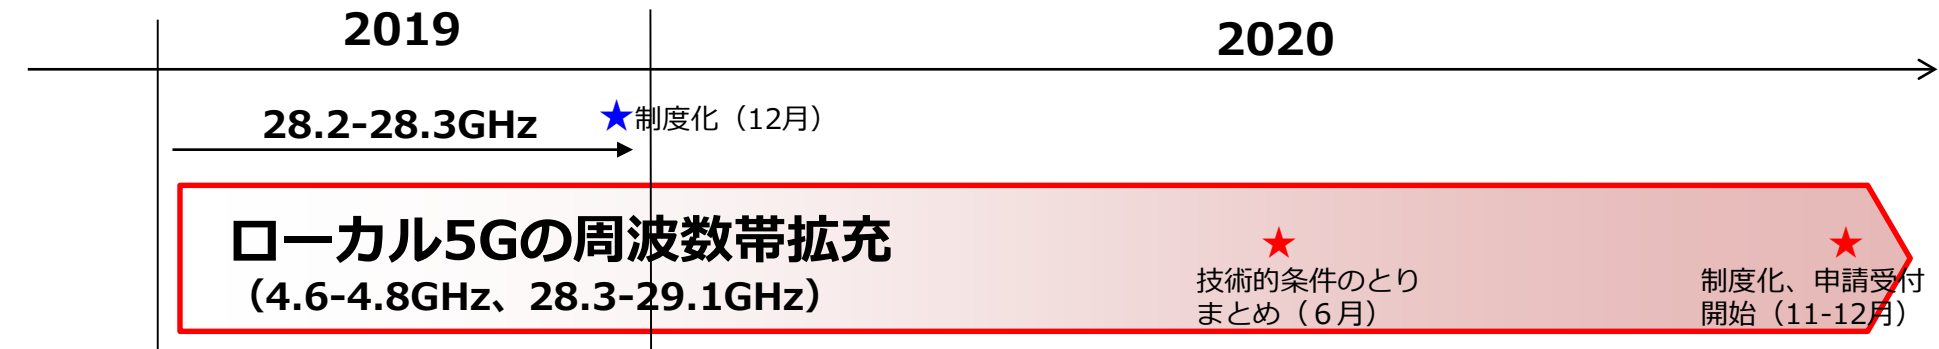 2019
2020
28.2-28.3GHz
★制度化（12月）
ローカル5Gの周波数帯拡充
（4.6-4.8GHz、28.3-29.1GHz）
★
技術的条件のとり
まとめ（６月）
★
制度化、申請受付
開始（11-12月）